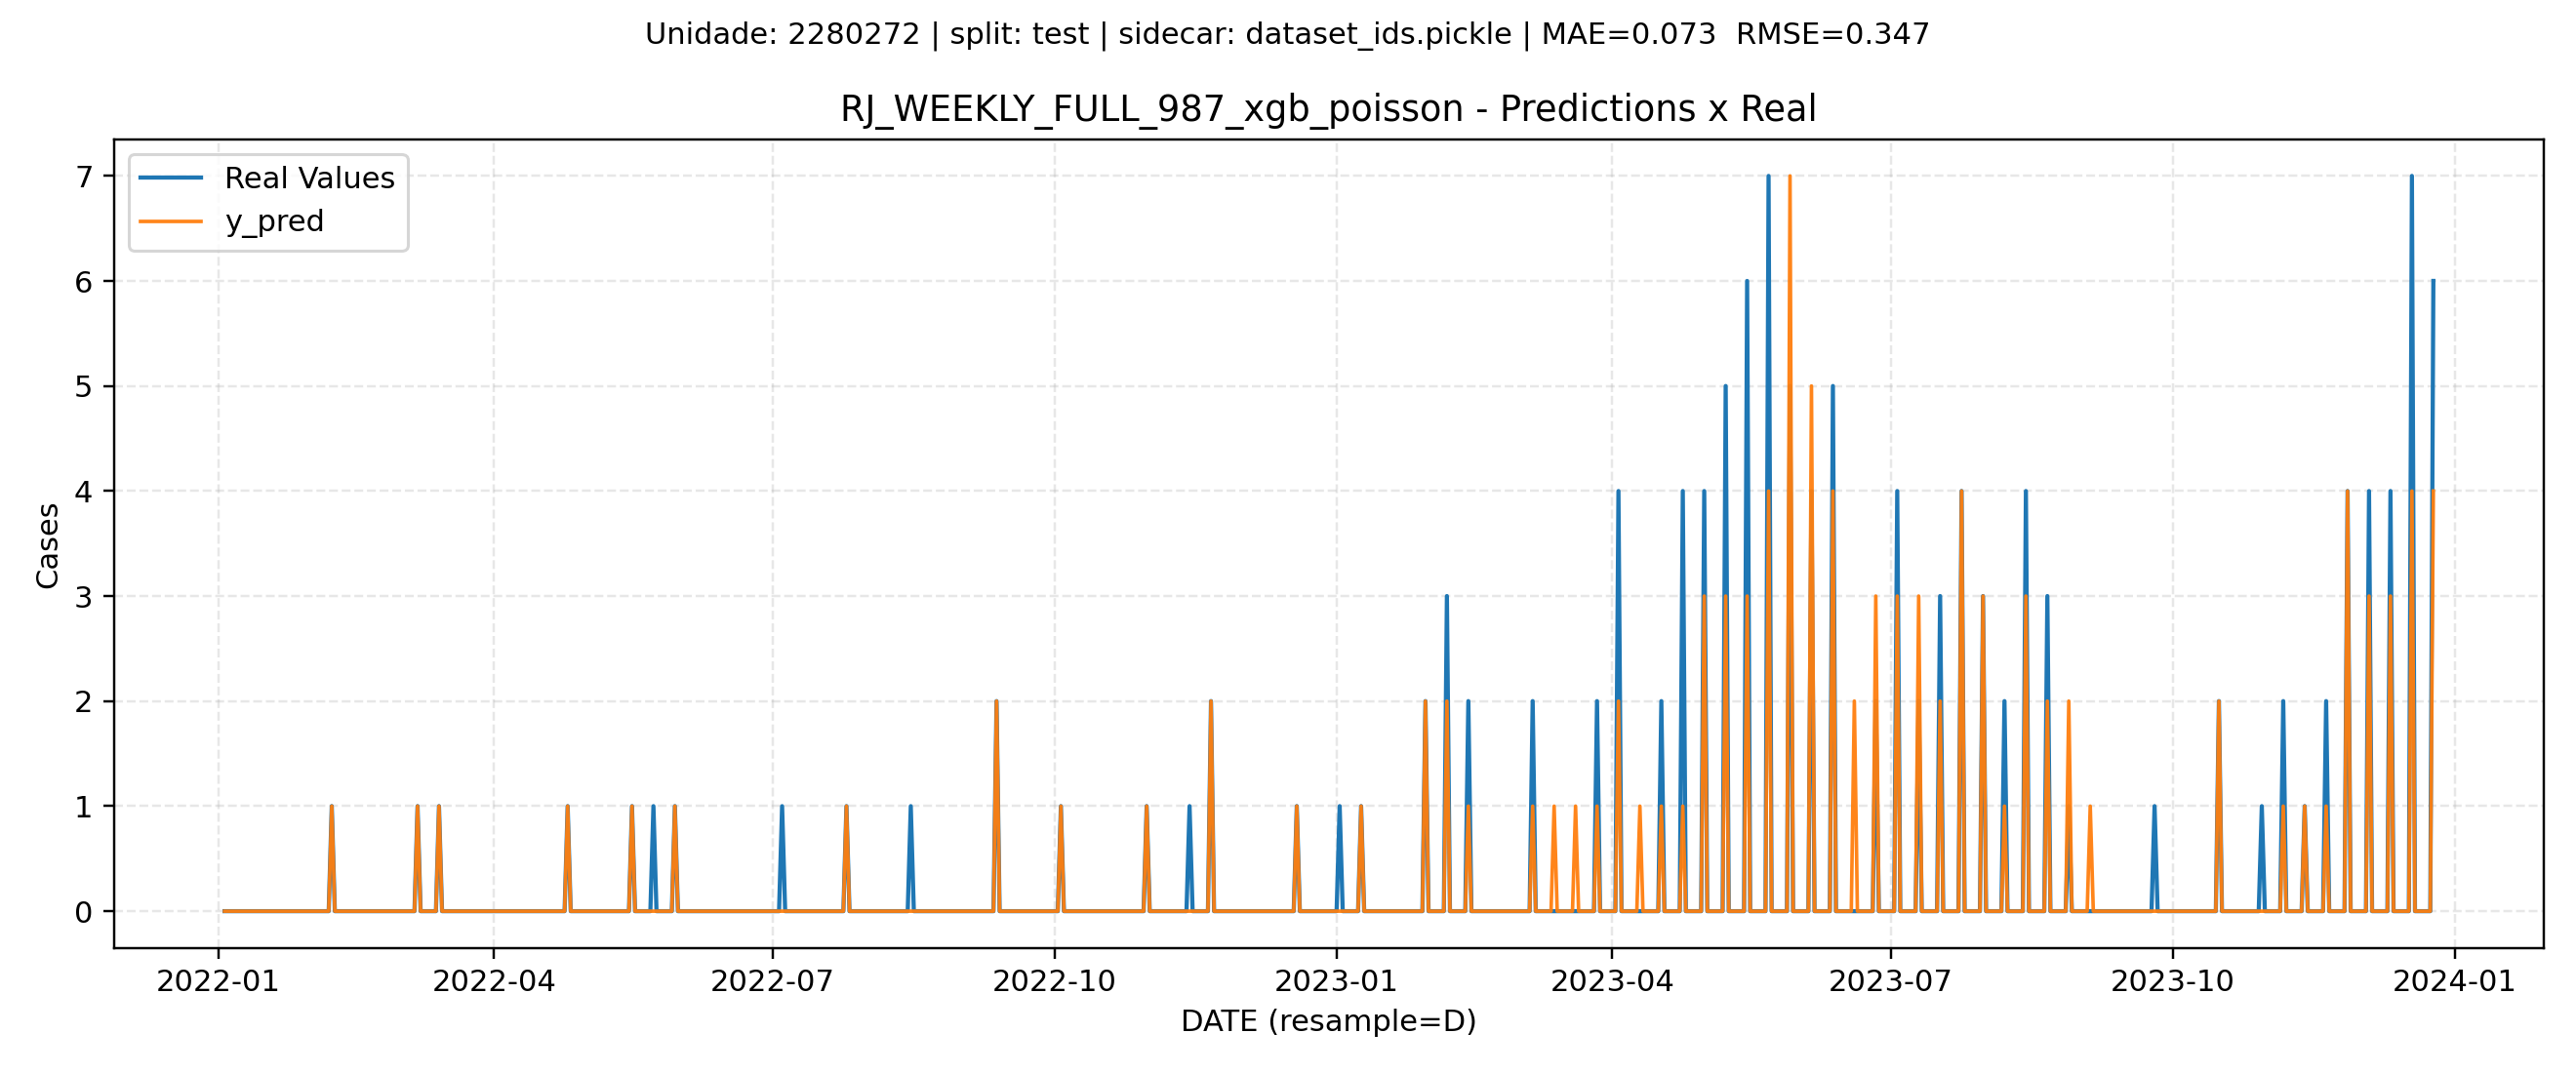 Unidade: 2280272 | split: test | sidecar: dataset_ids.pickle | MAE=0.073  RMSE=0.347
RJ_WEEKLY_FULL_987_xgb_poisson - Predictions x Real
Real Values
y_pred
7
6
5
4
3
2
1
0
Cases
2022-01
2022-04
2022-07
2022-10
2023-01
2023-04
2023-07
2023-10
2024-01
DATE (resample=D)